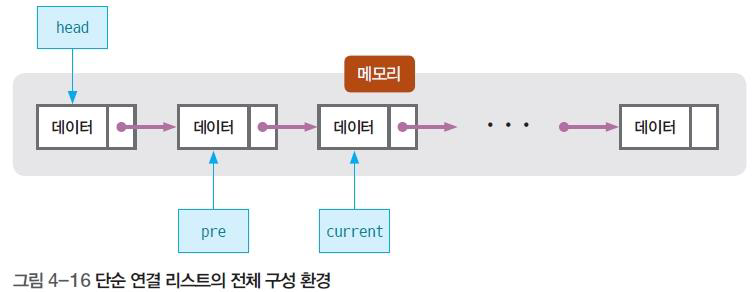 head
메모리
데이터 데이터 데이터 · · · 데이터
pre current
그림 4-16 단순 연결 리스트의 전체 구성 환경